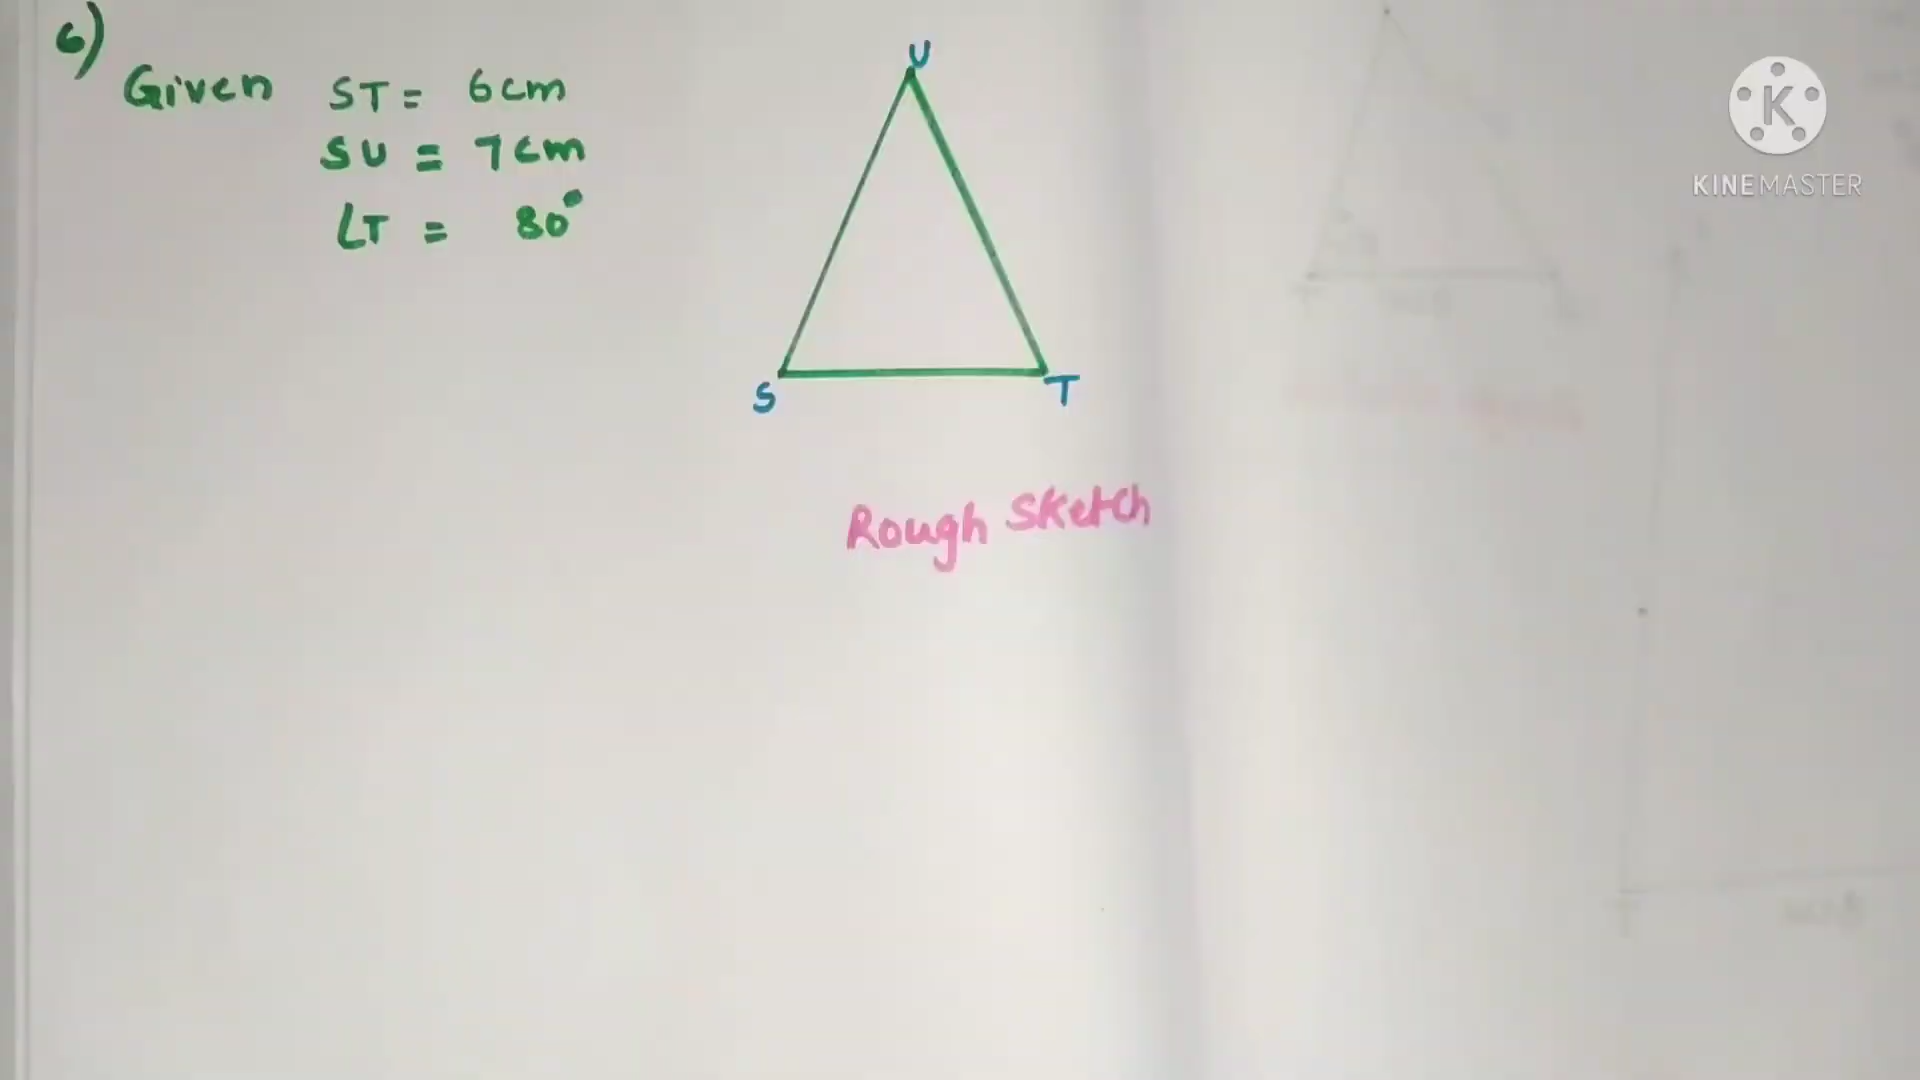 6)
Given ST = 6cm
SU = 7cm
∠T = 80°
U
S
T
Rough Sketch
K
KINEMASTER